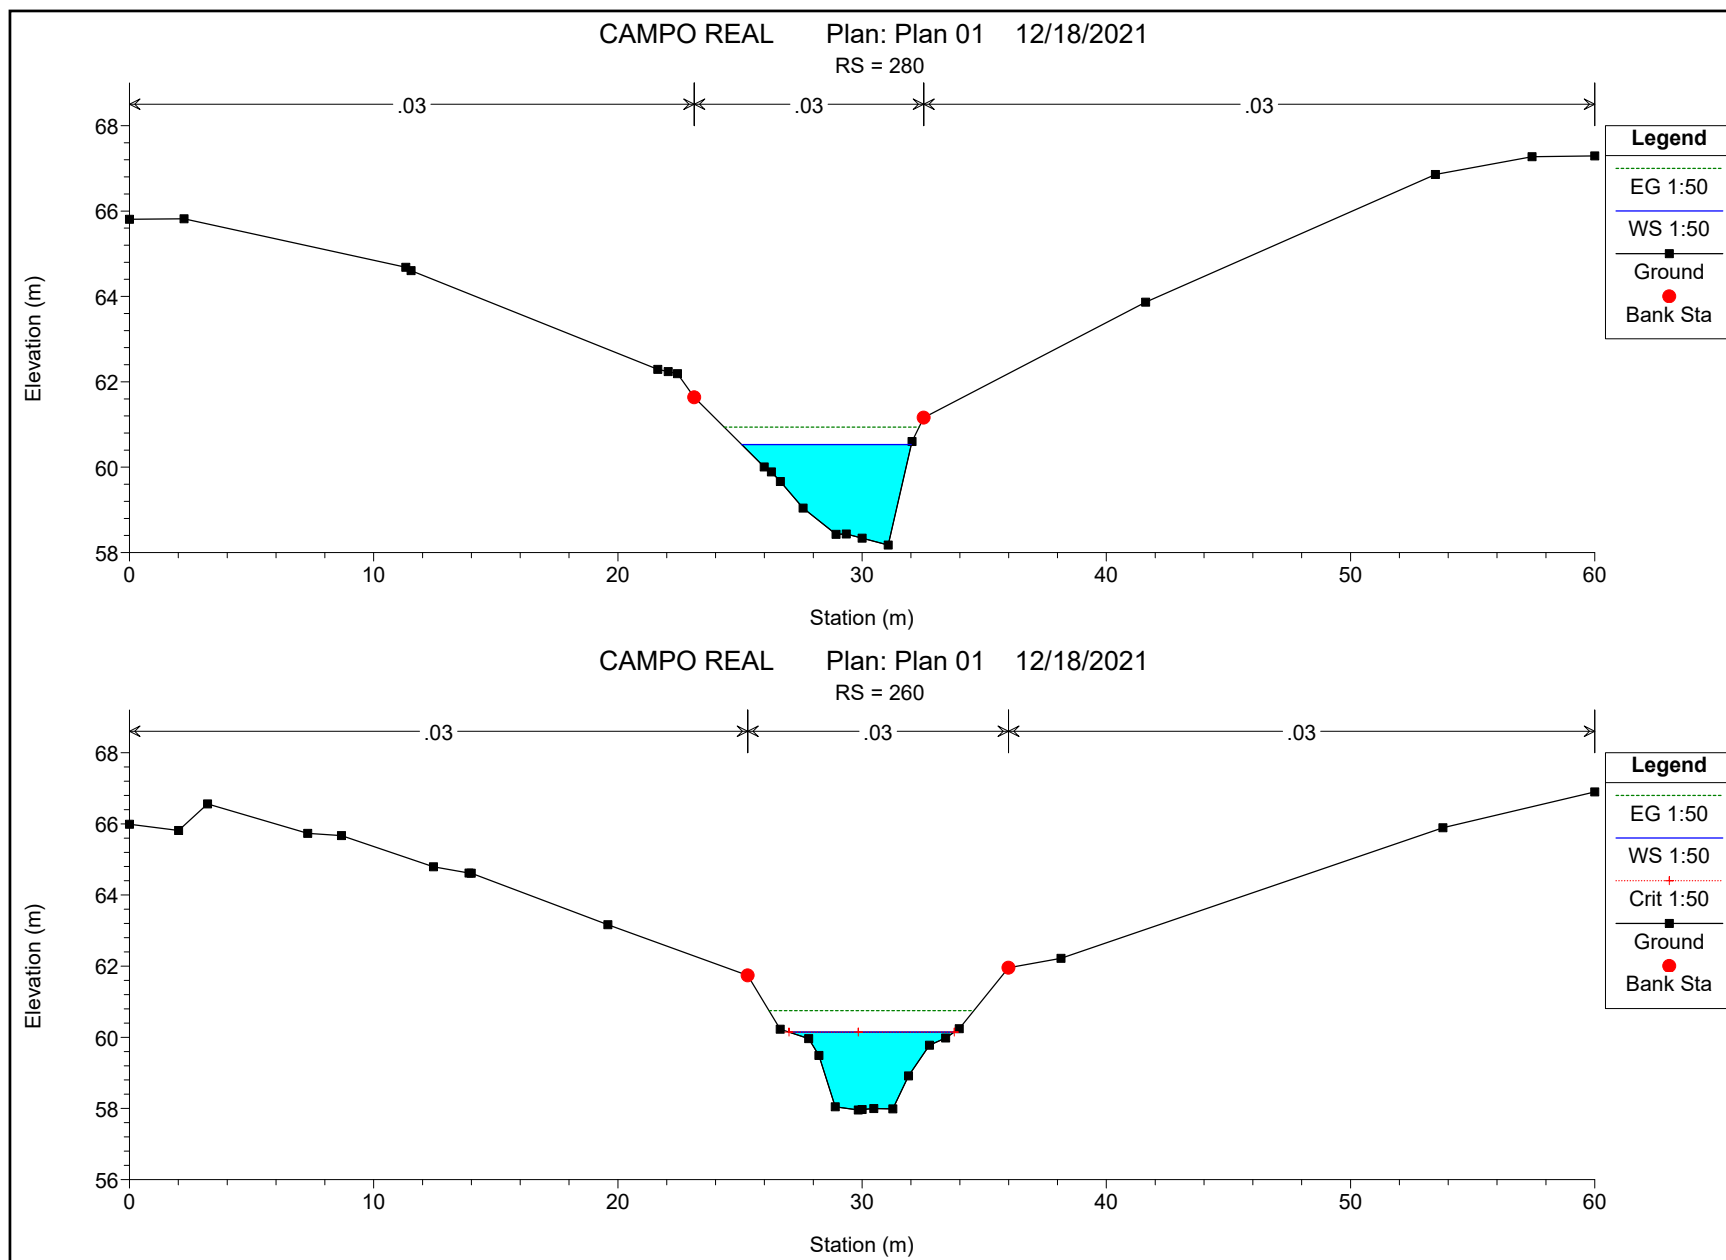 CAMPO REAL Plan: Plan 01 12/18/2021
RS = 280
.03 .03 .03
Elevation (m)
68
66
64
62
60
58
0 10 20 30 40 50 60
Station (m)
Legend
EG 1:50
WS 1:50
Ground
Bank Sta
CAMPO REAL Plan: Plan 01 12/18/2021
RS = 260
.03 .03 .03
Elevation (m)
68
66
64
62
60
58
56
0 10 20 30 40 50 60
Station (m)
Legend
EG 1:50
WS 1:50
Crit 1:50
Ground
Bank Sta